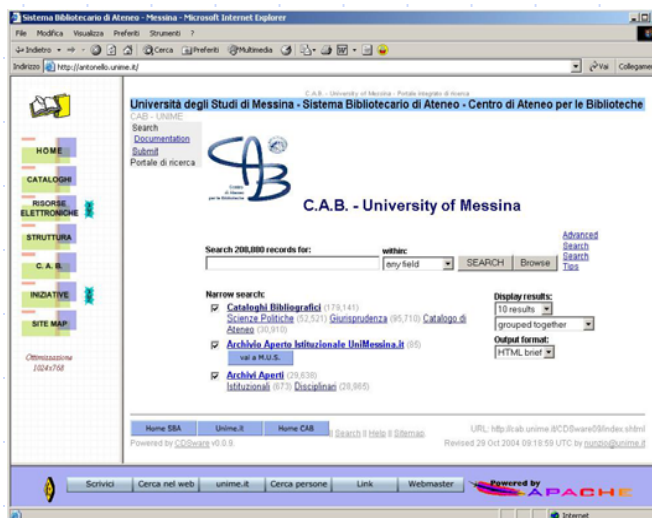 Sistema Bibliotecario di Ateneo - Messina - Microsoft Internet Explorer
File Modifica Visualizza Preferiti Strumenti ?
Indietro Cerca Preferiti Multimedia
Indirizzo http://antonello.unime.it/ Vai Collegamenti
C.A.B. - University of Messina - Portale integrato di ricerca
Università degli Studi di Messina - Sistema Bibliotecario di Ateneo - Centro di Ateneo per le Biblioteche
CAB - UNIME
Search
Documentation
Submit
Portale di ricerca
HOME
CATALOGHI
RISORSE
ELETTRONICHE
STRUTTURA
C. A. B.
INIZIATIVE
SITE MAP
Ottimizzazione
1024x768
Centro
di Ateneo
per le Biblioteche
C.A.B. - University of Messina
Search 208,880 records for: within:
any field SEARCH Browse
Advanced
Search
Search
Tips
Narrow search:
Cataloghi Bibliografici (179,141)
Scienze Politiche (52,521) Giurisprudenza (95,710) Catalogo di
Ateneo (30,910)
Archivio Aperto Istituzionale UniMessina.it (95)
vai a M.U.S.
Archivi Aperti (29,638)
Istituzionali (673) Disciplinari (28,965)
Display results:
10 results
grouped together
Output format:
HTML brief
Home SBA Unime.it Home CAB || Search || Help || Sitemap
Powered by CDSware v0.0.9.
URL: http://cab.unime.it/CDSware09/index.shtml
Revised 29 Oct 2004 09:18:59 UTC by nunzio@unime.it
Scrivici Cerca nel web unime.it Cerca persone Link Webmaster
Powered by
APACHE
Internet